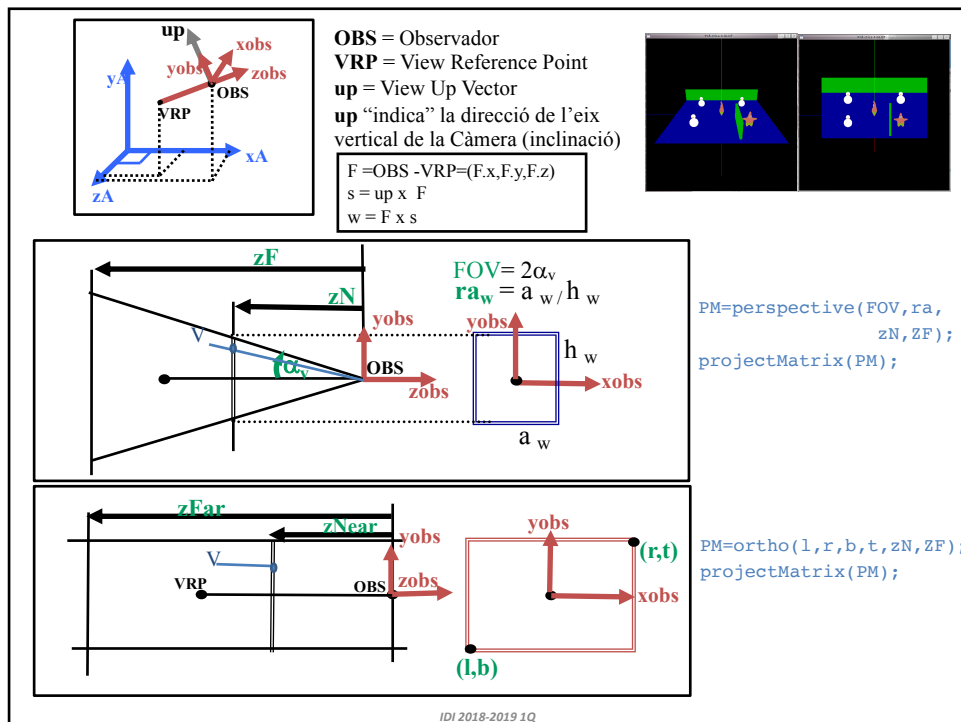 up
xobs
yobs
zobs
yA
OBS
VRP
xA
zA
OBS = Observador
VRP = View Reference Point
up = View Up Vector
up “indica” la direcció de l’eix
vertical de la Càmera (inclinació)
F =OBS -VRP=(F.x,F.y,F.z)
s = up x F
w = F x s
zF
zN
yobs
V
αv
OBS
zobs
FOV= 2αv
raw = a w / h w
yobs
h w
xobs
a w
PM=perspective(FOV,ra,
zN,ZF);
projectMatrix(PM);
zFar
zNear
yobs
V
VRP
OBS
zobs
yobs
(r,t)
xobs
(l,b)
PM=ortho(l,r,b,t,zN,ZF);
projectMatrix(PM);
IDI 2018-2019 1Q